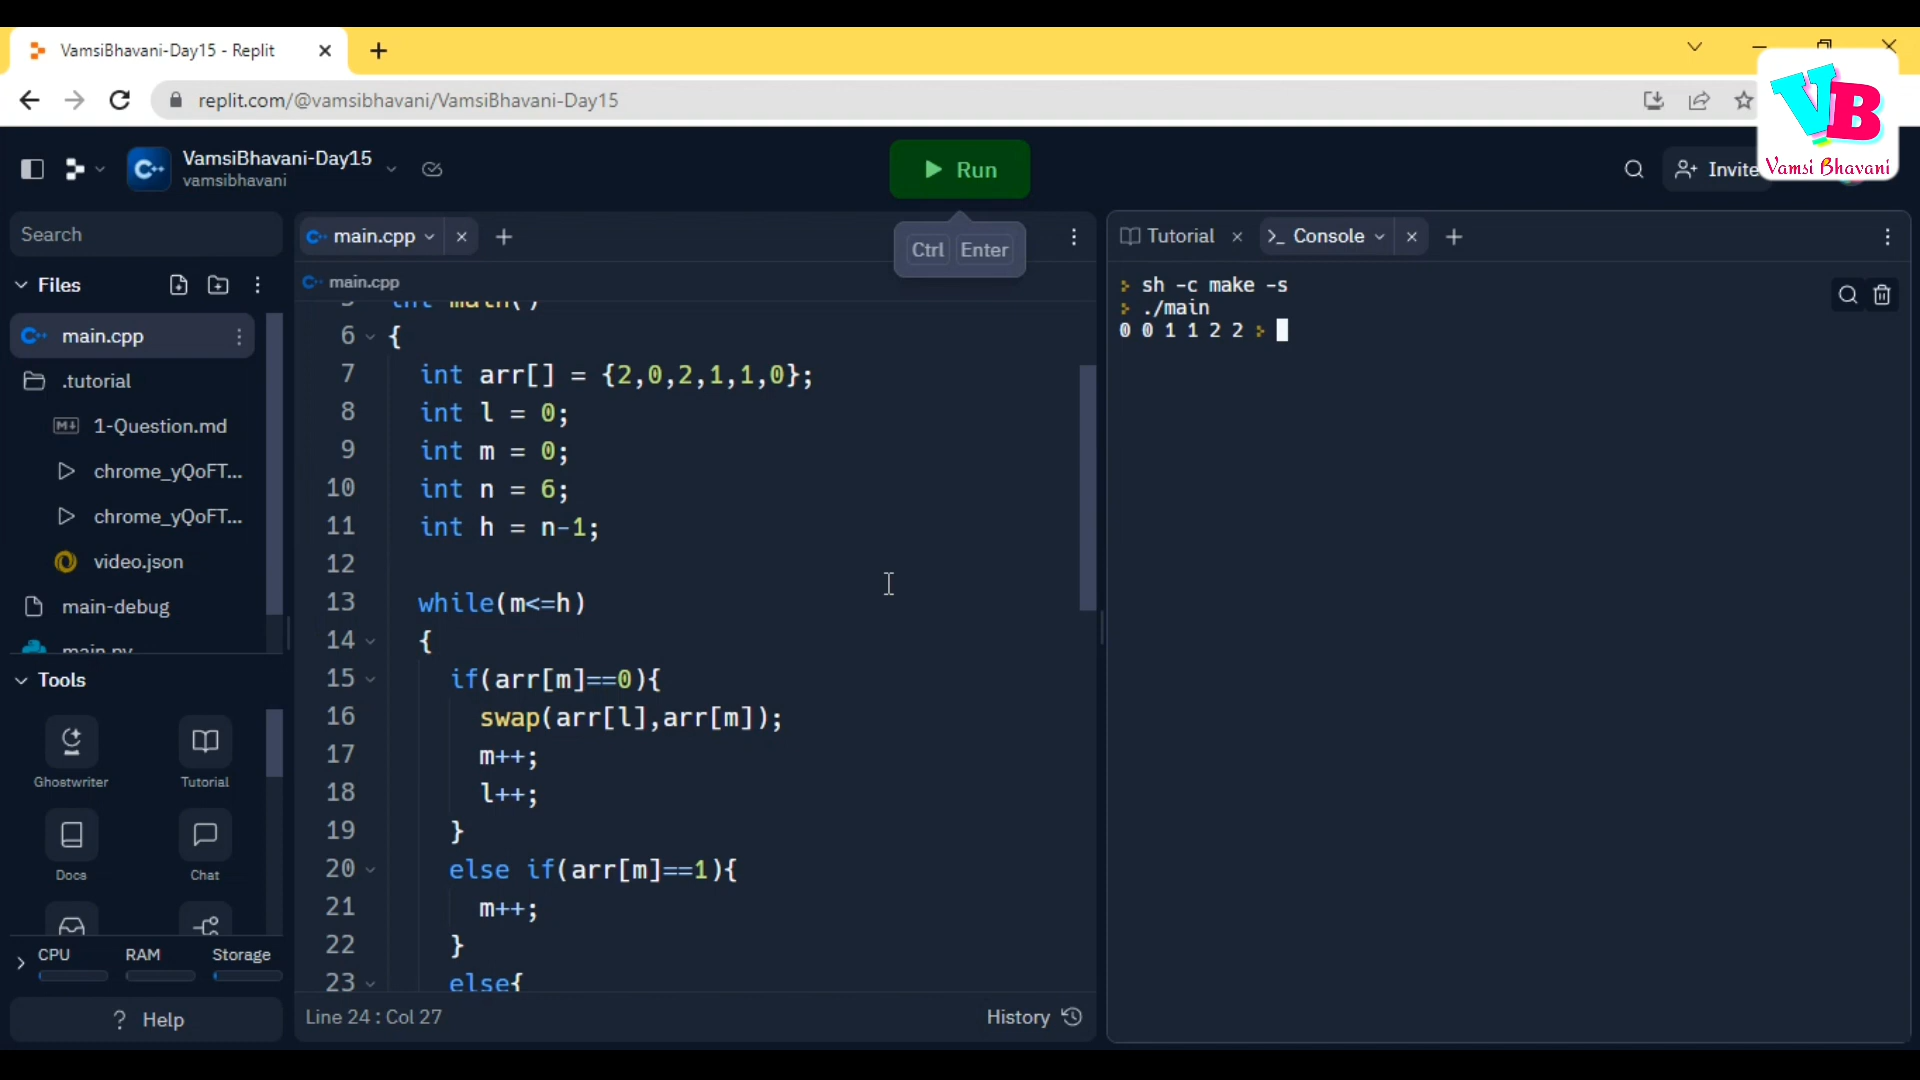 VamsiBhavani-Day15 - Replit
replit.com/@vamsibhavani/VamsiBhavani-Day15
VB
Vamsi Bhavani
C++
VamsiBhavani-Day15
vamsibhavani
Run
Invite
Ctrl Enter
Search
Files
main.cpp
.tutorial
1-Question.md
chrome_yQoFT...
chrome_yQoFT...
video.json
main-debug
main.py
Tools
Ghostwriter
Tutorial
Docs
Chat
CPU RAM Storage
? Help
main.cpp
main.cpp
5 int main()
6 {
7 int arr[] = {2,0,2,1,1,0};
8 int l = 0;
9 int m = 0;
10 int n = 6;
11 int h = n-1;
12
13 while(m<=h)
14 {
15 if(arr[m]==0){
16 swap(arr[l],arr[m]);
17 m++;
18 l++;
19 }
20 else if(arr[m]==1){
21 m++;
22 }
23 else{
Line 24 : Col 27
History
Tutorial
Console
sh -c make -s
./main
0 0 1 1 2 2